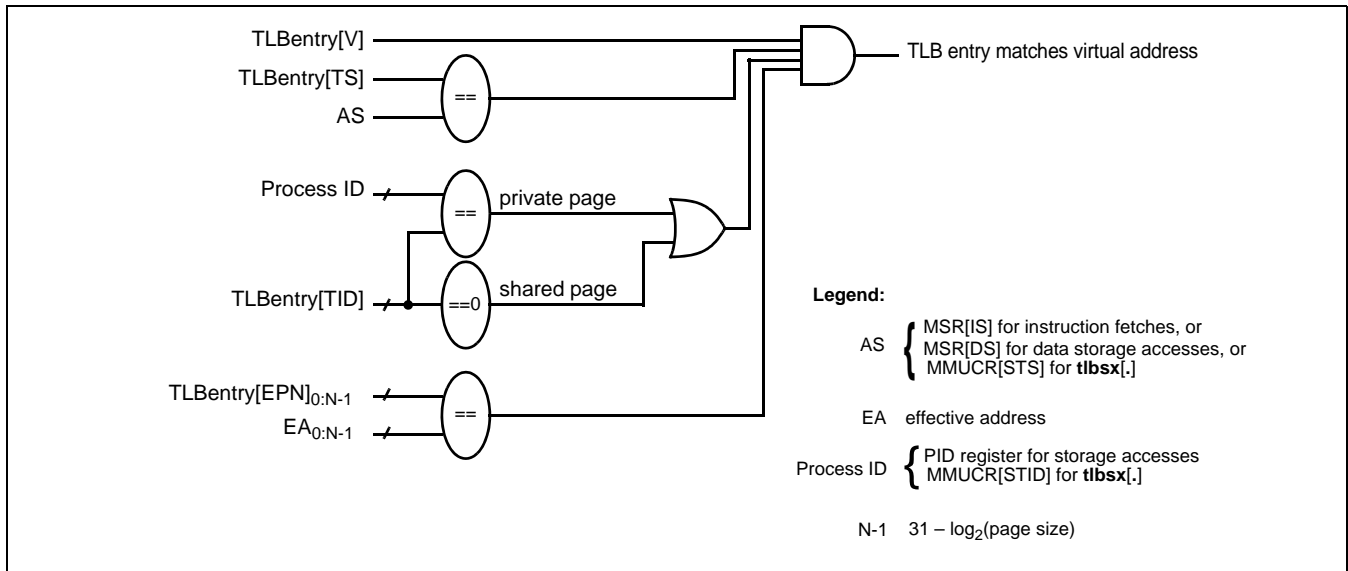 TLBentry[V]
TLB entry matches virtual address
TLBentry[TS]
==
AS
Process ID
==
private page
TLBentry[TID]
==0
shared page
TLBentry[EPN]0:N-1
==
EA0:N-1
Legend:
AS { MSR[IS] for instruction fetches, or
MSR[DS] for data storage accesses, or
MMUCR[STS] for tlbsx[.]
EA effective address
Process ID { PID register for storage accesses
MMUCR[STID] for tlbsx[.]
N-1 31 – log2(page size)